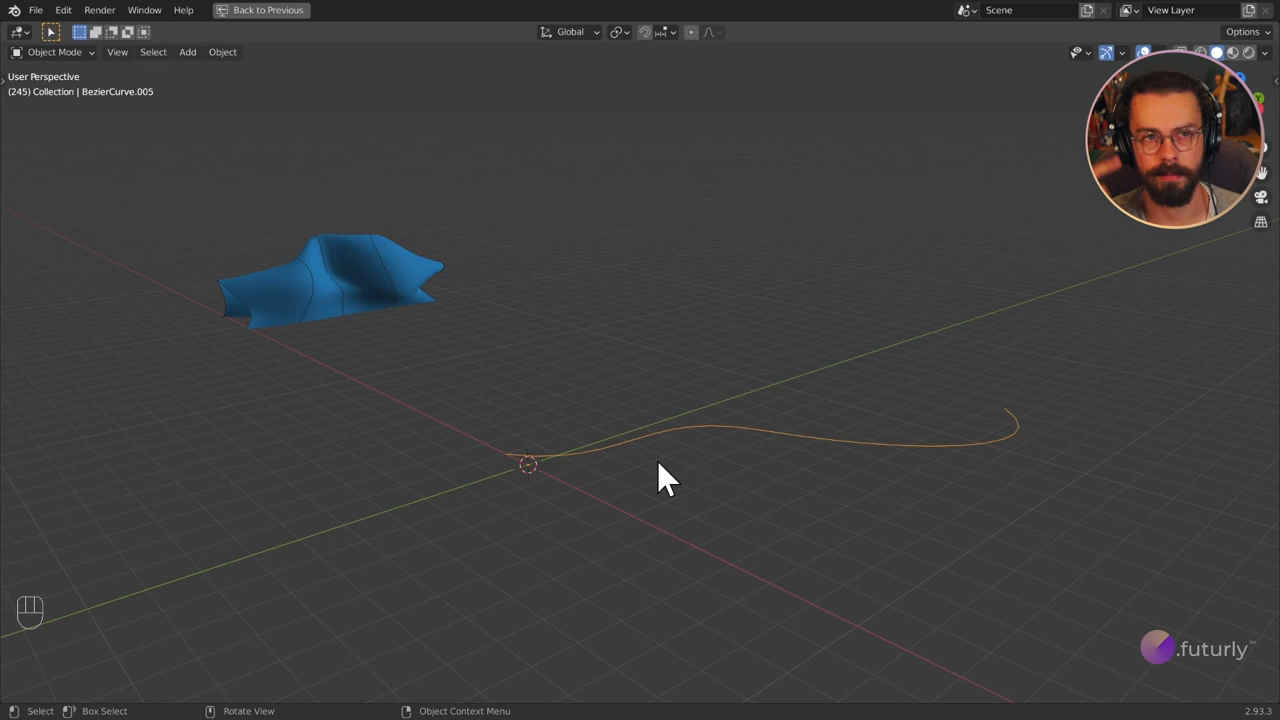 File Edit Render Window Help Back to Previous Scene View Layer
Global Options
Object Mode View Select Add Object
User Perspective
(245) Collection | BezierCurve.005
.futurly™
Select Box Select Rotate View Object Context Menu 2.93.3